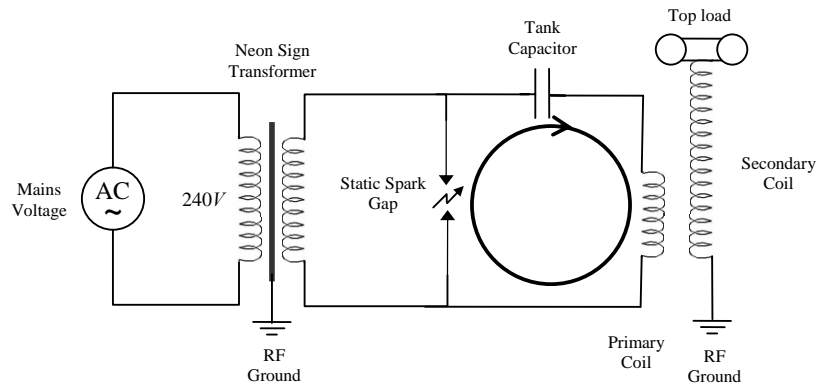 Top load
Tank
Capacitor
Neon Sign
Transformer
Mains
Voltage
AC
~
240V
Static Spark
Gap
Secondary
Coil
RF
Ground
Primary
Coil
RF
Ground